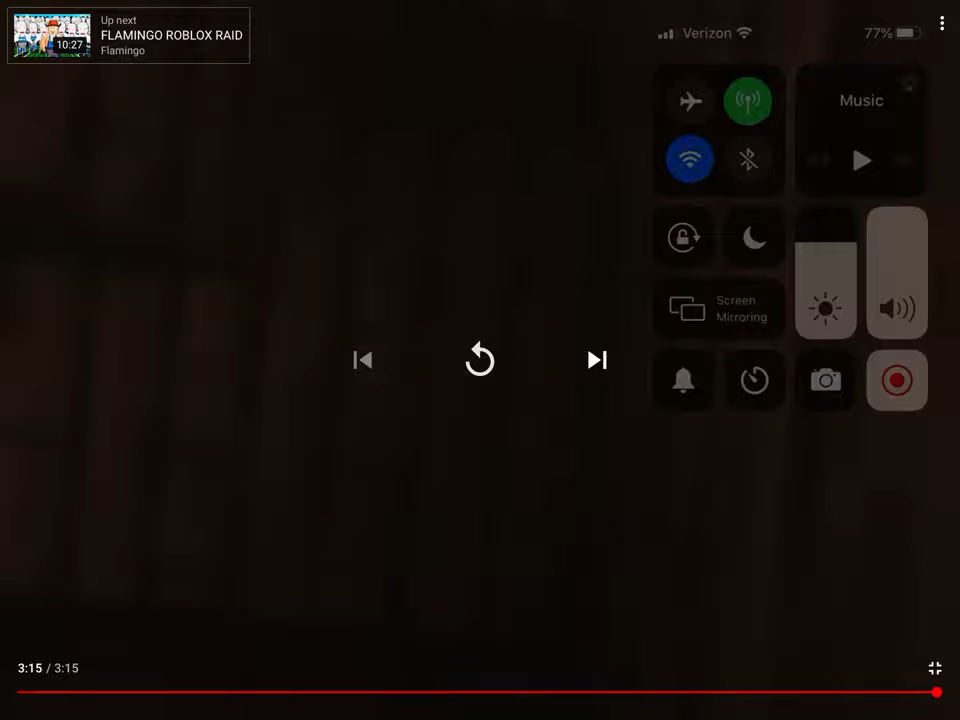 Up next
FLAMINGO ROBLOX RAID
Flamingo
10:27
Verizon
77%
Music
Screen
Mirroring
3:15 / 3:15